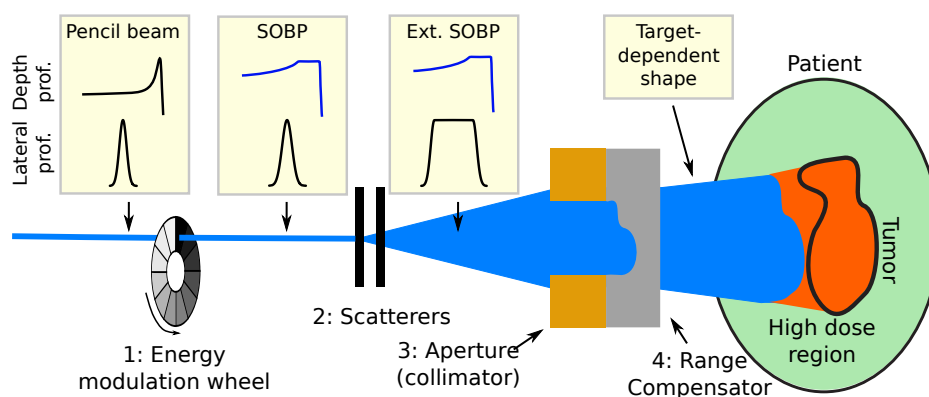 Pencil beam
SOBP
Ext. SOBP
Target-
dependent
shape
Patient
Depth
prof.
Lateral
prof.
Tumor
High dose
region
1: Energy
modulation wheel
2: Scatterers
3: Aperture
(collimator)
4: Range
Compensator